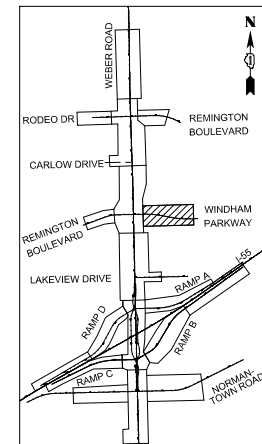 N
WEBER ROAD
RODEO DR
REMINGTON
BOULEVARD
CARLOW DRIVE
REMINGTON
BOULEVARD
WINDHAM
PARKWAY
LAKEVIEW DRIVE
I-55
RAMP A
RAMP D
RAMP B
RAMP C
NORMAN-
TOWN ROAD